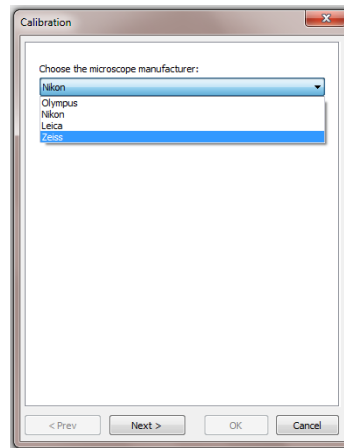 Calibration
Choose the microscope manufacturer:
Nikon
Olympus
Nikon
Leica
Zeiss
< Prev Next > OK Cancel